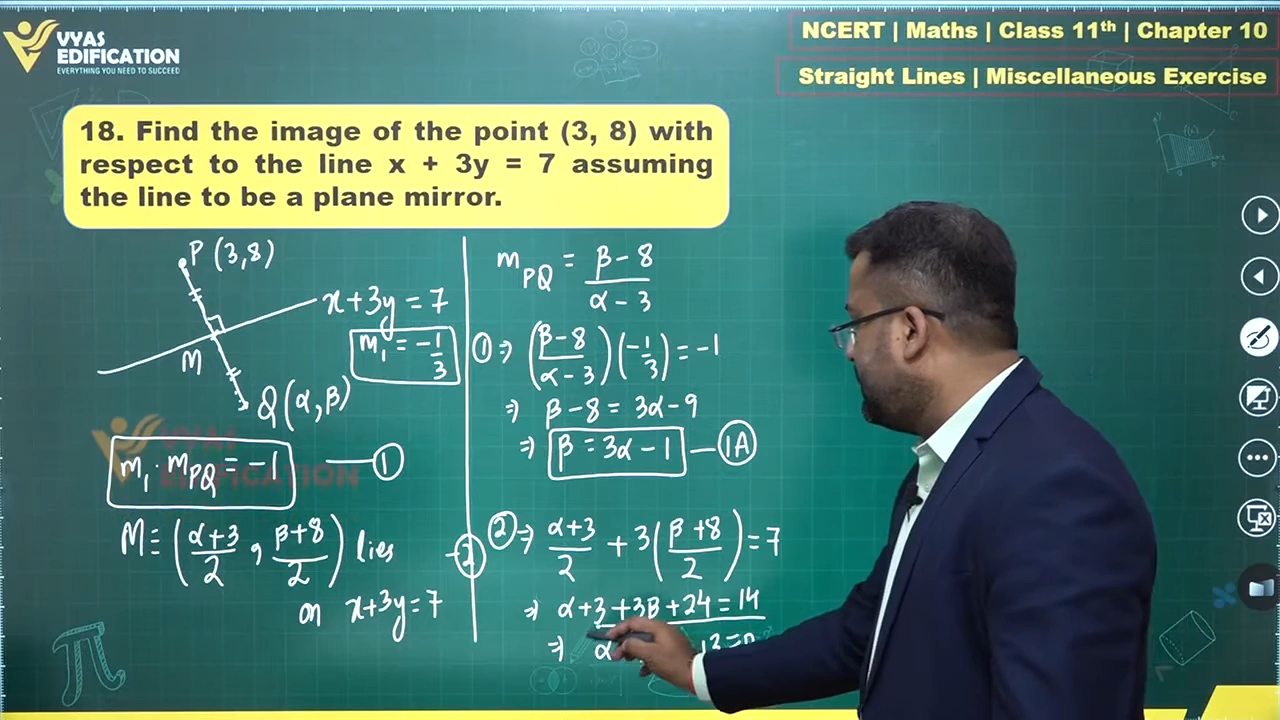 VYAS
EDIFICATION
EVERYTHING YOU NEED TO SUCCEED
NCERT | Maths | Class 11th | Chapter 10
Straight Lines | Miscellaneous Exercise
18. Find the image of the point (3, 8) with
respect to the line x + 3y = 7 assuming
the line to be a plane mirror.
P (3,8)
x+3y=7
m₁ = -1/3
M
Q(α, β)
m₁ . mPQ = -1 — ①
M ≡ (α+3/2 , β+8/2) lies — ②
on x+3y=7
mPQ = β-8/α-3
① ⇒ (β-8/α-3)(-1/3) = -1
⇒ β-8 = 3α-9
⇒ β = 3α-1 — 1A
② ⇒ α+3/2 + 3(β+8/2) = 7
⇒ α+3+3β+24=14
⇒ α 13=0
VYAS
EDIFICATION
π